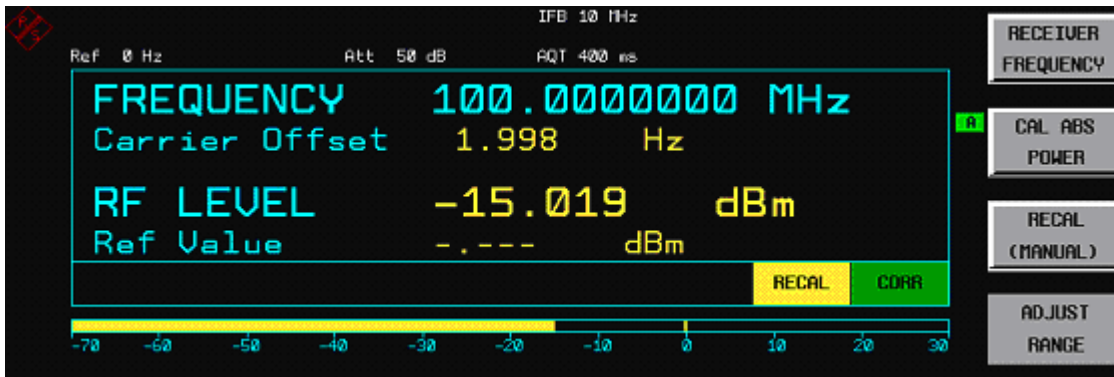 R S
IFB 10 MHz
Ref 0 Hz Att 50 dB AQT 400 ms
FREQUENCY 100.0000000 MHz
Carrier Offset 1.998 Hz
RF LEVEL -15.019 dBm
Ref Value -.--- dBm
RECAL CORR
-70 -60 -50 -40 -30 -20 -10 0 10 20 30
A
RECEIVER
FREQUENCY
CAL ABS
POWER
RECAL
(MANUAL)
ADJUST
RANGE